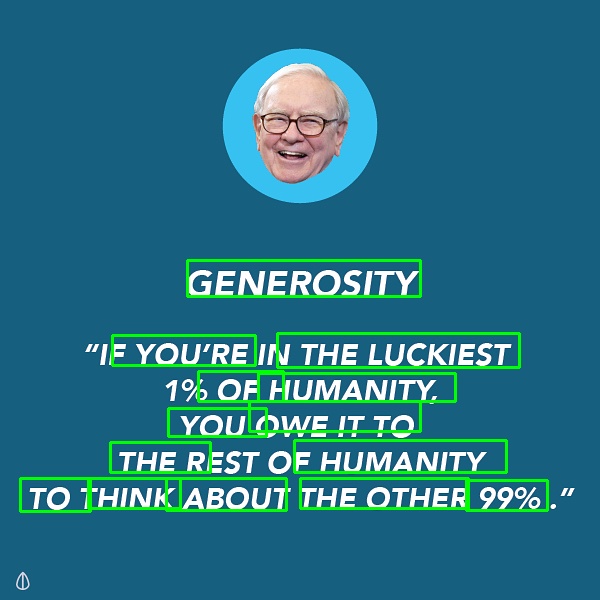 GENEROSITY
“IF YOU’RE IN THE LUCKIEST
1% OF HUMANITY,
YOU OWE IT TO
THE REST OF HUMANITY
TO THINK ABOUT THE OTHER 99%.”